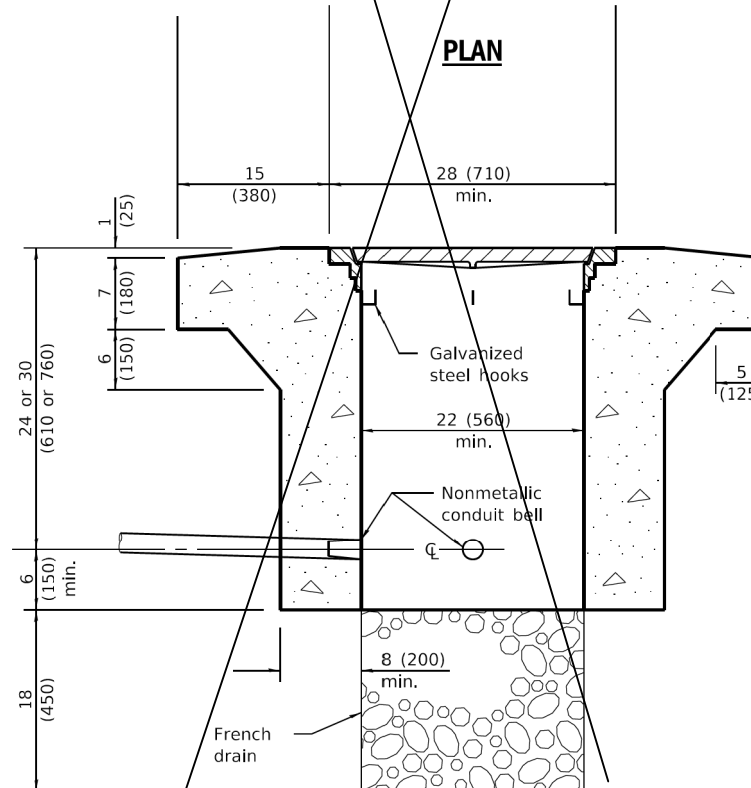 PLAN
15
(380)
28 (710)
min.
1
(25)
7
(180)
6
(150)
24 or 30
(610 or 760)
Galvanized
steel hooks
5
(125
22 (560)
min.
Nonmetallic
conduit bell
℄
6
(150)
min.
8 (200)
min.
18
(450)
French
drain